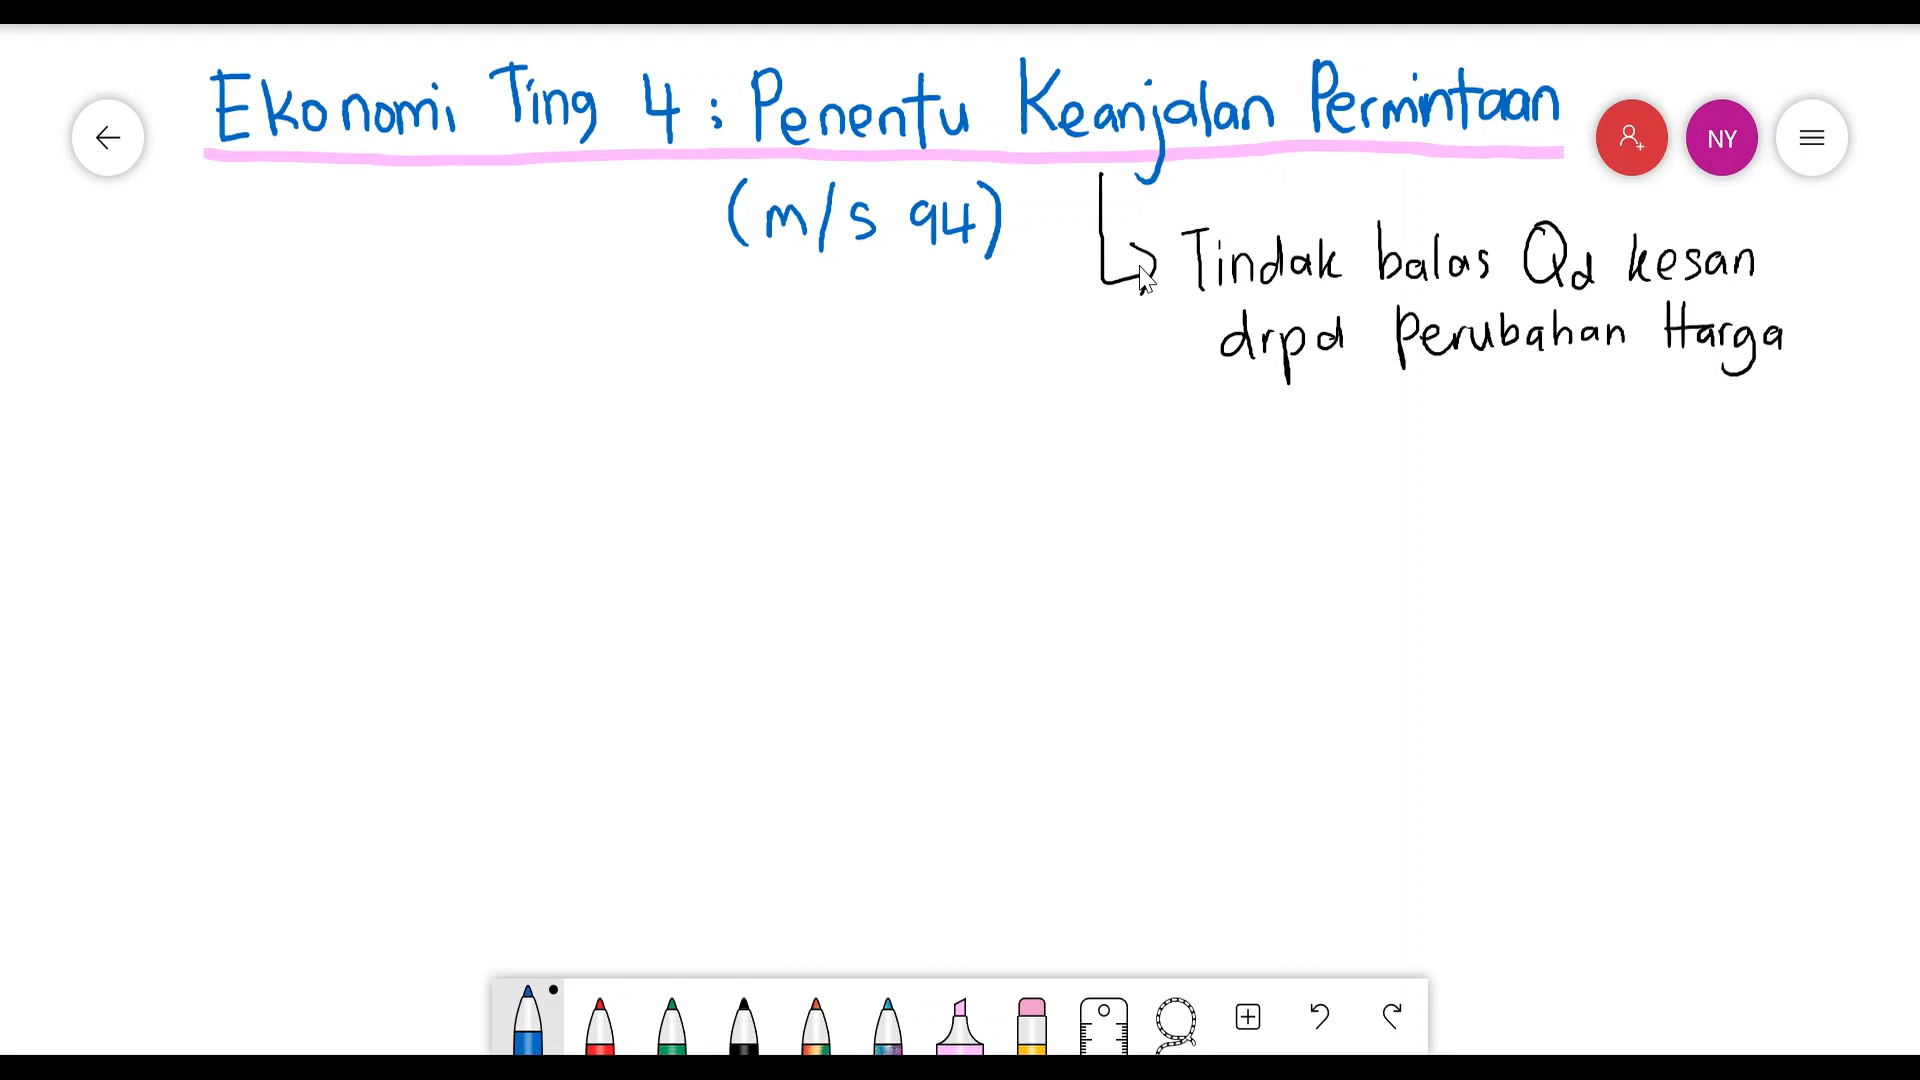 Ekonomi Ting 4 : Penentu Keanjalan Permintaan
(m/s 94)
NY
Tindak balas Qd kesan
drpd Perubahan Harga